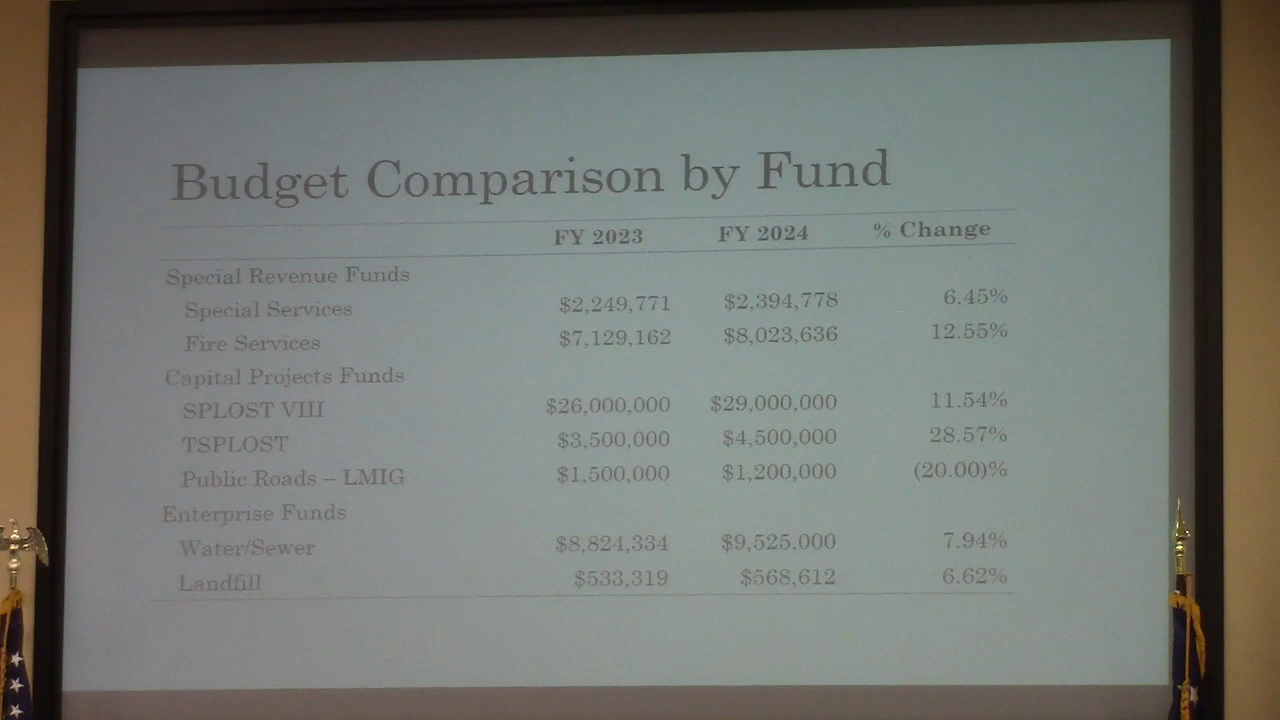 Budget Comparison by Fund
FY 2023 FY 2024 % Change
Special Revenue Funds
Special Services $2,249,771 $2,394,778 6.45%
Fire Services $7,129,162 $8,023,636 12.55%
Capital Projects Funds
SPLOST VIII $26,000,000 $29,000,000 11.54%
TSPLOST $3,500,000 $4,500,000 28.57%
Public Roads – LMIG $1,500,000 $1,200,000 (20.00)%
Enterprise Funds
Water/Sewer $8,824,334 $9,525,000 7.94%
Landfill $533,319 $568,612 6.62%